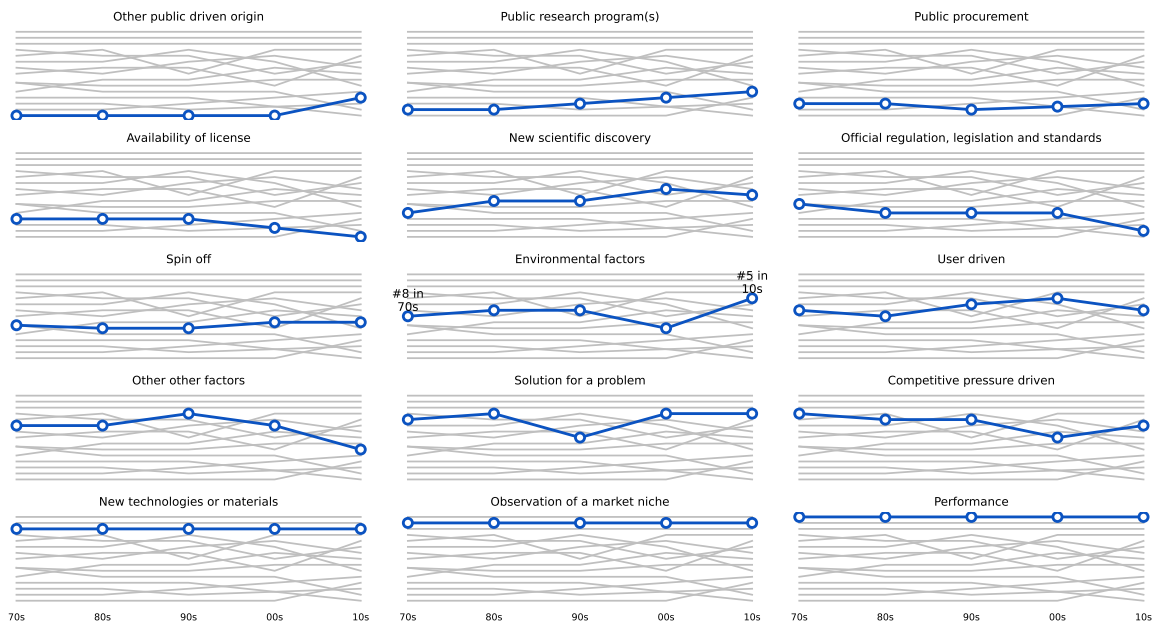 Other public driven origin
Public research program(s)
Public procurement
Availability of license
New scientific discovery
Official regulation, legislation and standards
Spin off
Environmental factors
User driven
#8 in
70s
#5 in
10s
Other other factors
Solution for a problem
Competitive pressure driven
New technologies or materials
Observation of a market niche
Performance
70s 80s 90s 00s 10s
70s 80s 90s 00s 10s
70s 80s 90s 00s 10s